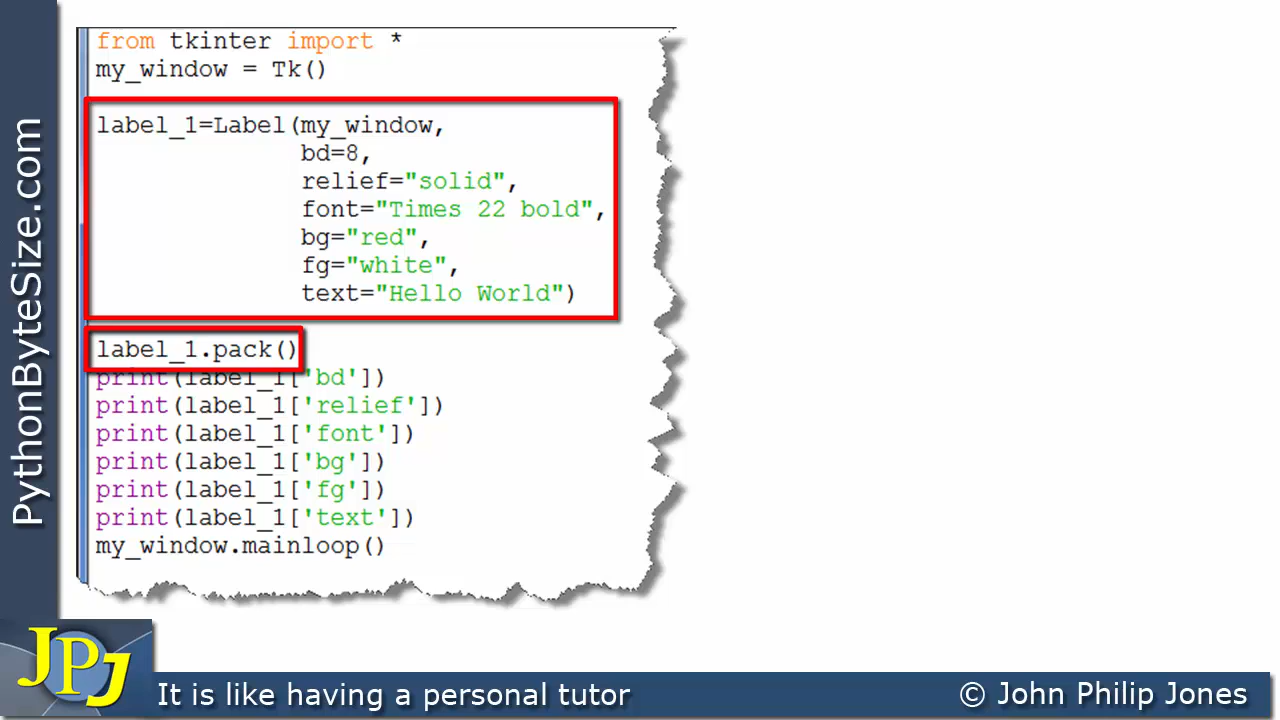 from tkinter import *
my_window = Tk()
label_1=Label(my_window,
bd=8,
relief="solid",
font="Times 22 bold",
bg="red",
fg="white",
text="Hello World")
label_1.pack()
print(label_1['bd'])
print(label_1['relief'])
print(label_1['font'])
print(label_1['bg'])
print(label_1['fg'])
print(label_1['text'])
my_window.mainloop()
PythonByteSize.com
JPJ
It is like having a personal tutor
© John Philip Jones